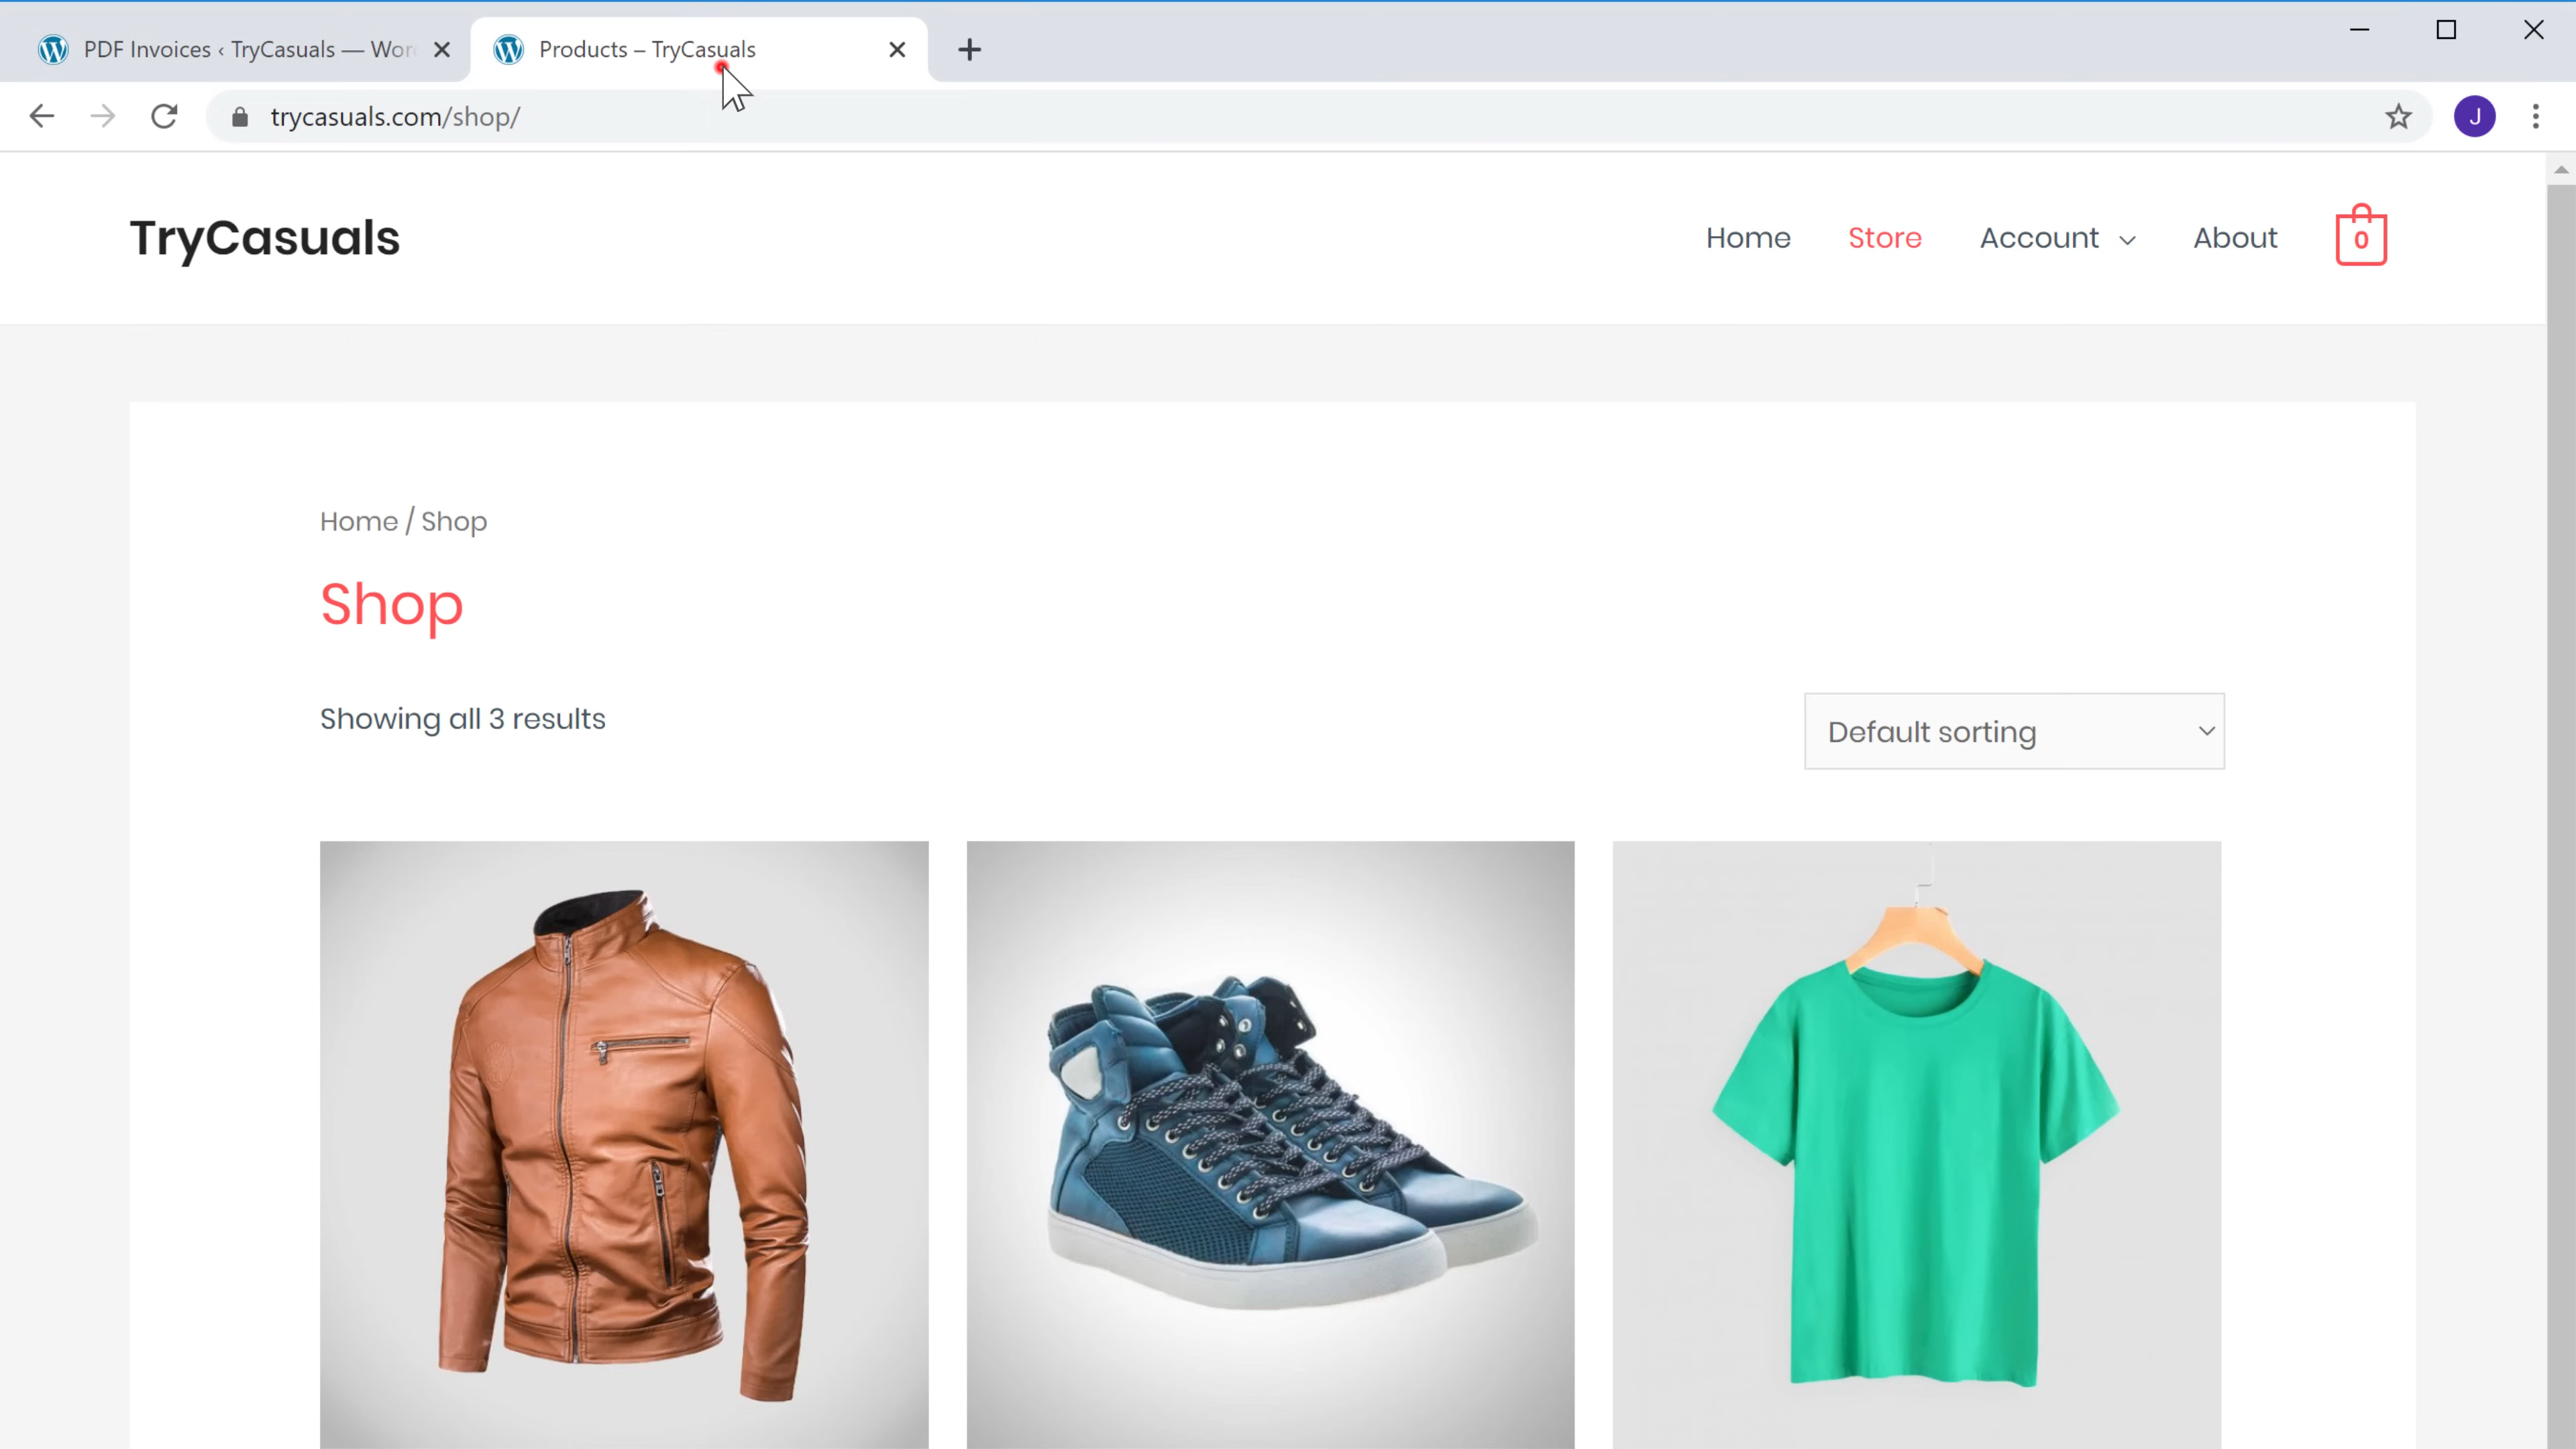 PDF Invoices ‹ TryCasuals — Wor
Products – TryCasuals
trycasuals.com/shop/
J
TryCasuals
Home
Store
Account
About
0
Home / Shop
Shop
Showing all 3 results
Default sorting